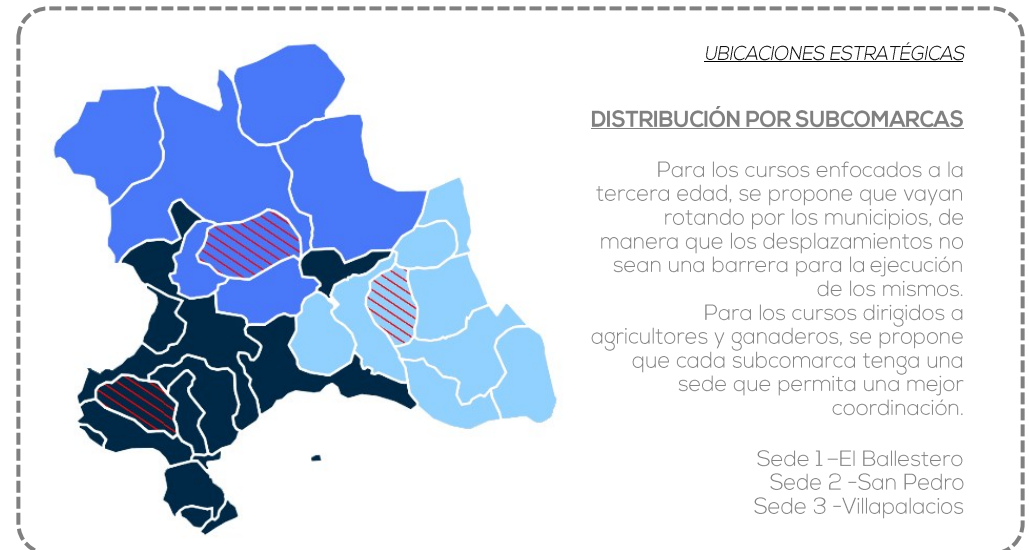 UBICACIONES ESTRATÉGICAS
DISTRIBUCIÓN POR SUBCOMARCAS
Para los cursos enfocados a la
tercera edad, se propone que vayan
rotando por los municipios, de
manera que los desplazamientos no
sean una barrera para la ejecución
de los mismos.
Para los cursos dirigidos a
agricultores y ganaderos, se propone
que cada subcomarca tenga una
sede que permita una mejor
coordinación.
Sede 1 –El Ballestero
Sede 2 -San Pedro
Sede 3 -Villapalacios